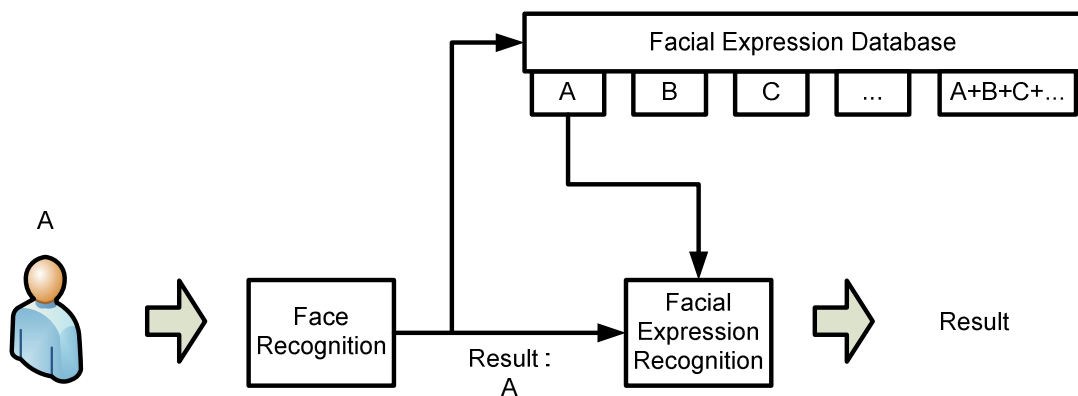 Facial Expression Database
A
B
C
...
A+B+C+...
A
Face
Recognition
Result :
A
Facial
Expression
Recognition
Result